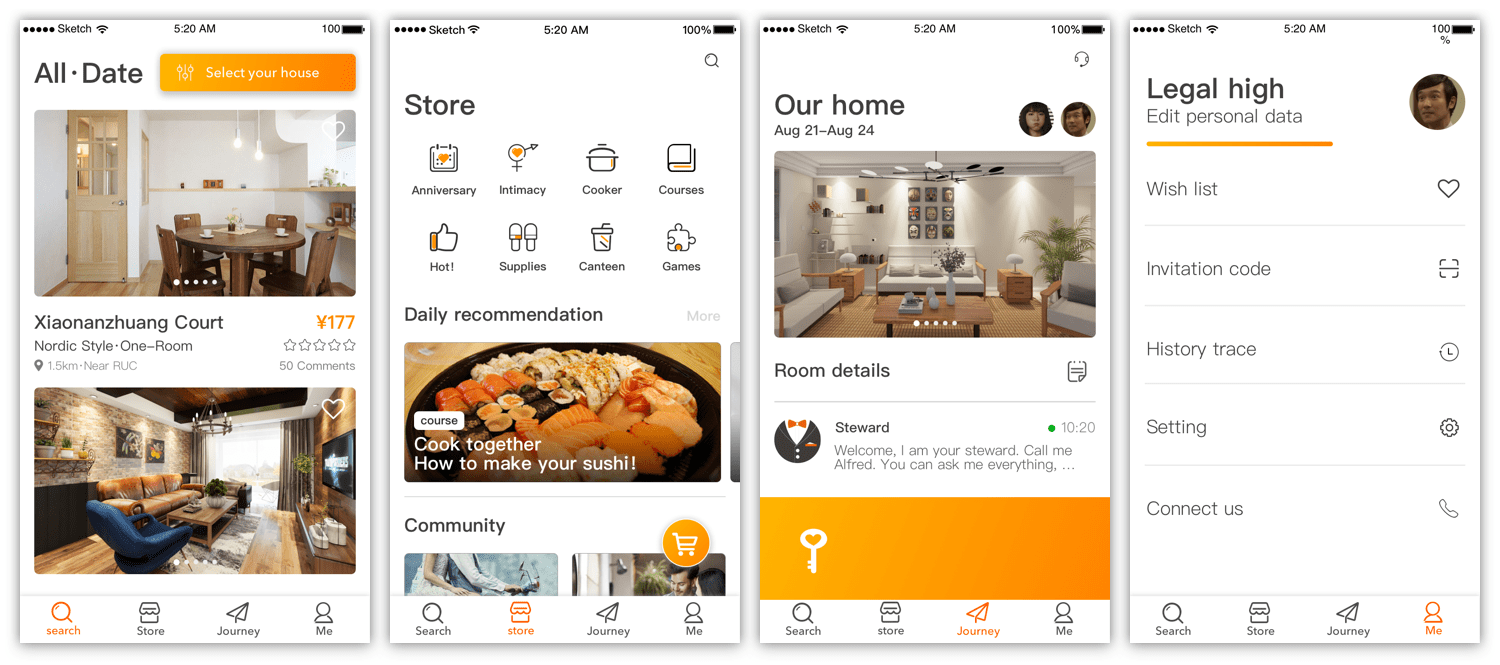 ●●●●● Sketch 5:20 AM 100
All·Date
Select your house
Xiaonanzhuang Court ¥177
Nordic Style·One-Room
1.5km·Near RUC 50 Comments
search Store Journey Me
●●●●● Sketch 5:20 AM 100%
Store
Anniversary Intimacy Cooker Courses
Hot! Supplies Canteen Games
Daily recommendation More
course
Cook together
How to make your sushi!
Community
Search store Journey Me
●●●●● Sketch 5:20 AM 100%
Our home
Aug 21-Aug 24
Room details
Steward 10:20
Welcome, I am your steward. Call me
Alfred. You can ask me everything, ...
Search store Journey Me
●●●●● Sketch 5:20 AM 100
%
Legal high
Edit personal data
Wish list
Invitation code
History trace
Setting
Connect us
Search Store Journey Me